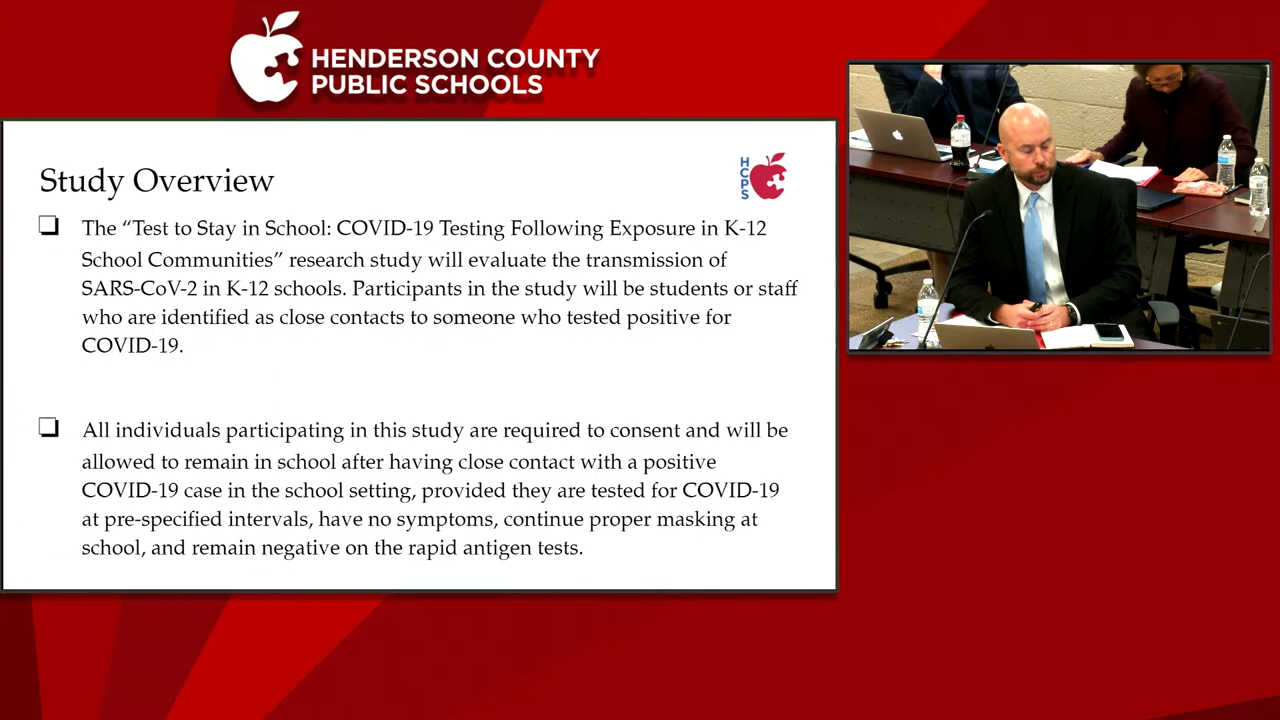 HENDERSON COUNTY
PUBLIC SCHOOLS
Study Overview
HCPS
The “Test to Stay in School: COVID-19 Testing Following Exposure in K-12
School Communities” research study will evaluate the transmission of
SARS-CoV-2 in K-12 schools. Participants in the study will be students or staff
who are identified as close contacts to someone who tested positive for
COVID-19.
All individuals participating in this study are required to consent and will be
allowed to remain in school after having close contact with a positive
COVID-19 case in the school setting, provided they are tested for COVID-19
at pre-specified intervals, have no symptoms, continue proper masking at
school, and remain negative on the rapid antigen tests.